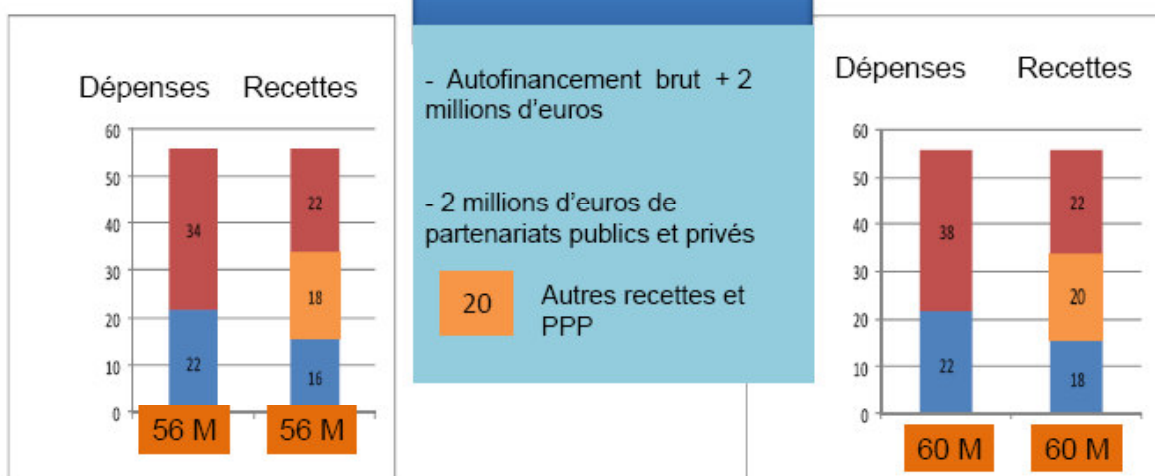 Dépenses Recettes
60
50
40
30
20
10
0
34
22
22
18
16
56 M 56 M
- Autofinancement brut + 2
millions d'euros
- 2 millions d'euros de
partenariats publics et privés
20 Autres recettes et
PPP
Dépenses Recettes
60
50
40
30
20
10
0
38
22
22
20
18
60 M 60 M